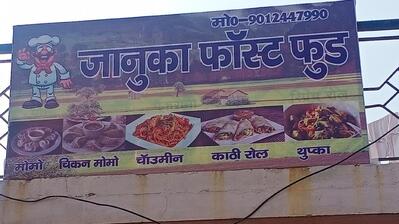 मो०-9012447990
जानुका फॉस्ट फुड
मोमो चिकन मोमो चॉउमीन काठी रोल थुप्का